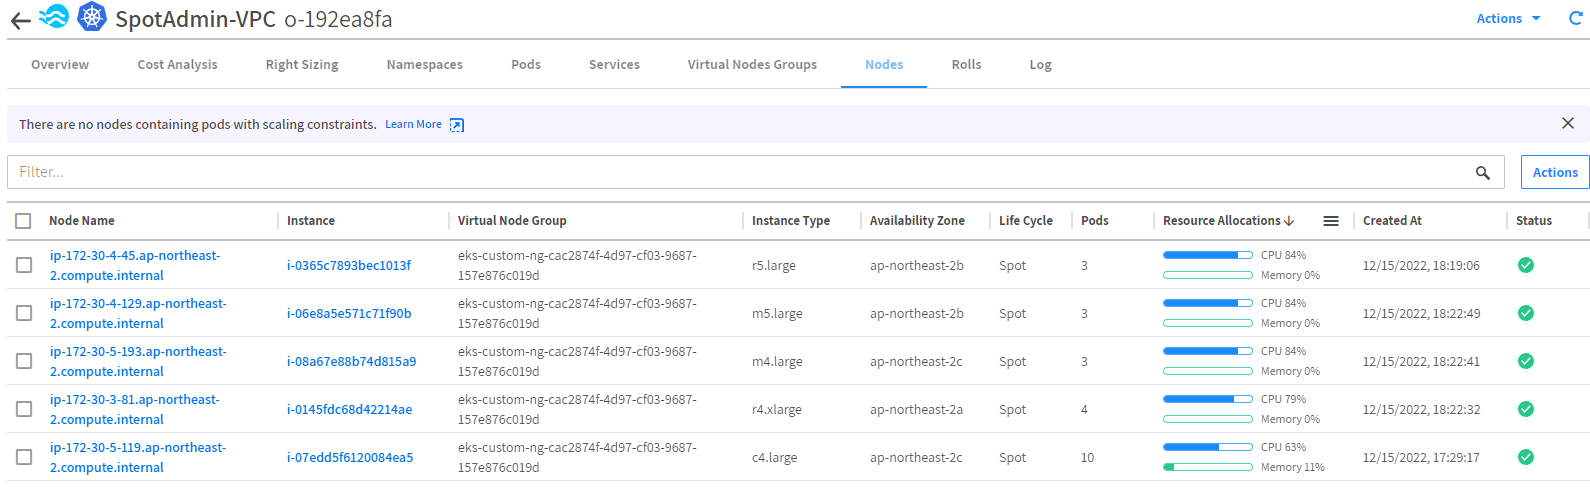 SpotAdmin-VPC o-192ea8fa
Actions
Overview Cost Analysis Right Sizing Namespaces Pods Services Virtual Nodes Groups Nodes Rolls Log
There are no nodes containing pods with scaling constraints. Learn More
Filter...
Actions
Node Name Instance Virtual Node Group Instance Type Availability Zone Life Cycle Pods Resource Allocations Created At Status
ip-172-30-4-45.ap-northeast-
2.compute.internal
i-0365c7893bec1013f
eks-custom-ng-cac2874f-4d97-cf03-9687-
157e876c019d
r5.large
ap-northeast-2b
Spot
3
CPU 84%
Memory 0%
12/15/2022, 18:19:06
ip-172-30-4-129.ap-northeast-
2.compute.internal
i-06e8a5e571c71f90b
eks-custom-ng-cac2874f-4d97-cf03-9687-
157e876c019d
m5.large
ap-northeast-2b
Spot
3
CPU 84%
Memory 0%
12/15/2022, 18:22:49
ip-172-30-5-193.ap-northeast-
2.compute.internal
i-08a67e88b74d815a9
eks-custom-ng-cac2874f-4d97-cf03-9687-
157e876c019d
m4.large
ap-northeast-2c
Spot
3
CPU 84%
Memory 0%
12/15/2022, 18:22:41
ip-172-30-3-81.ap-northeast-
2.compute.internal
i-0145fdc68d42214ae
eks-custom-ng-cac2874f-4d97-cf03-9687-
157e876c019d
r4.xlarge
ap-northeast-2a
Spot
4
CPU 79%
Memory 0%
12/15/2022, 18:22:32
ip-172-30-5-119.ap-northeast-
2.compute.internal
i-07edd5f6120084ea5
eks-custom-ng-cac2874f-4d97-cf03-9687-
157e876c019d
c4.large
ap-northeast-2c
Spot
10
CPU 63%
Memory 11%
12/15/2022, 17:29:17